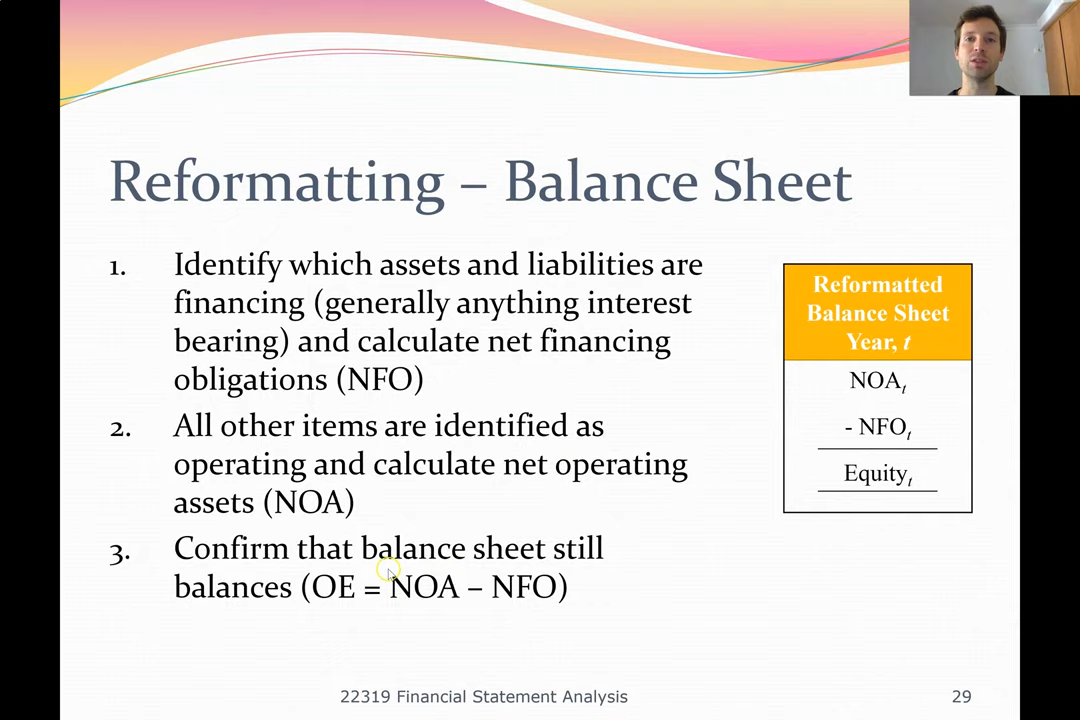 Reformatting – Balance Sheet
1. Identify which assets and liabilities are
financing (generally anything interest
bearing) and calculate net financing
obligations (NFO)
2. All other items are identified as
operating and calculate net operating
assets (NOA)
3. Confirm that balance sheet still
balances (OE = NOA – NFO)
Reformatted
Balance Sheet
Year, t
NOAt
- NFOt
Equityt
22319 Financial Statement Analysis
29